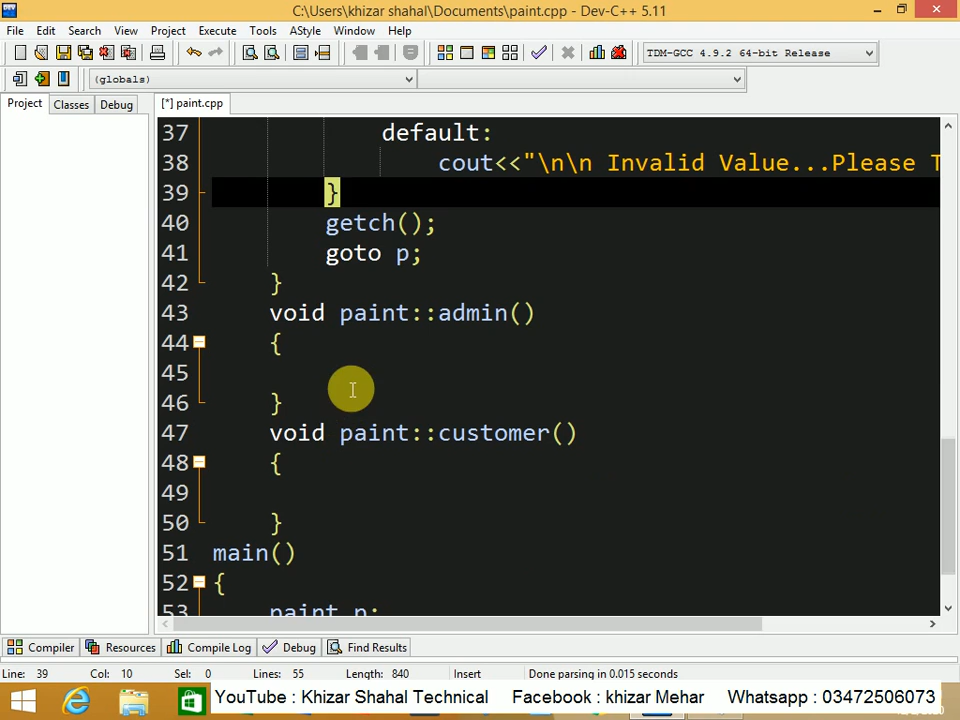 C:\Users\khizar shahal\Documents\paint.cpp - Dev-C++ 5.11
File Edit Search View Project Execute Tools AStyle Window Help
TDM-GCC 4.9.2 64-bit Release
(globals)
Project Classes Debug [*] paint.cpp
37 default:
38 cout<<"\n\n Invalid Value...Please T
39 }
40 getch();
41 goto p;
42 }
43 void paint::admin()
44 {
45
46 }
47 void paint::customer()
48 {
49
50 }
51 main()
52 {
53 paint p;
Compiler Resources Compile Log Debug Find Results
Line: 39 Col: 10 Sel: 0 Lines: 55 Length: 840 Insert Done parsing in 0.015 seconds
YouTube : Khizar Shahal Technical Facebook : khizar Mehar Whatsapp : 03472506073